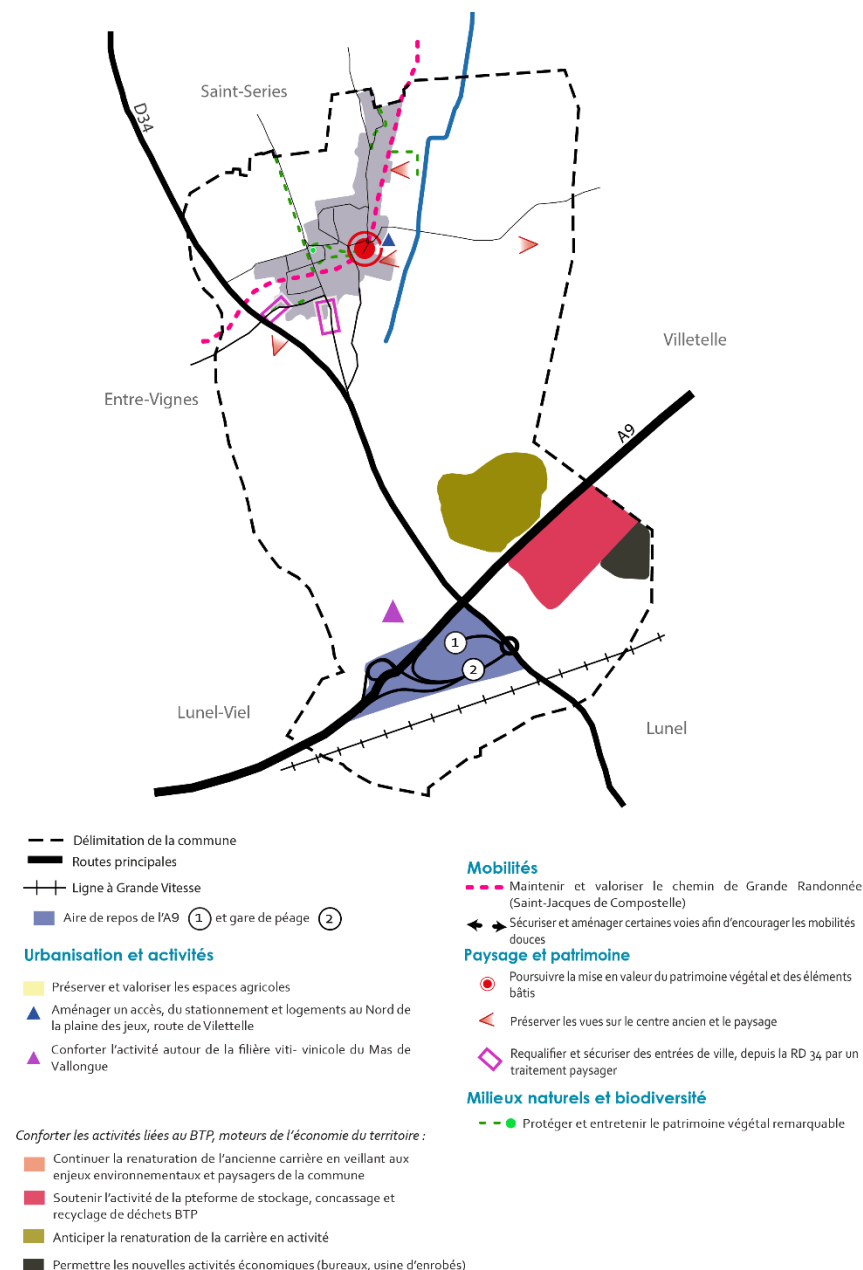 Saint-Series
D34
Villetelle
Entre-Vignes
A9
1
2
Lunel-Viel
Lunel
Délimitation de la commune
Routes principales
Ligne à Grande Vitesse
Aire de repos de l'A9 1 et gare de péage 2
Urbanisation et activités
Préserver et valoriser les espaces agricoles
Aménager un accès, du stationnement et logements au Nord de
la plaine des jeux, route de Vilettelle
Conforter l'activité autour de la filière viti- vinicole du Mas de
Vallongue
Conforter les activités liées au BTP, moteurs de l'économie du territoire :
Continuer la renaturation de l'ancienne carrière en veillant aux
enjeux environnementaux et paysagers de la commune
Soutenir l'activité de la pteforme de stockage, concassage et
recyclage de déchets BTP
Anticiper la renaturation de la carrière en activité
Permettre les nouvelles activités économiques (bureaux, usine d'enrobés)
Mobilités
Maintenir et valoriser le chemin de Grande Randonnée
(Saint-Jacques de Compostelle)
Sécuriser et aménager certaines voies afin d'encourager les mobilités
douces
Paysage et patrimoine
Poursuivre la mise en valeur du patrimoine végétal et des éléments
bâtis
Préserver les vues sur le centre ancien et le paysage
Requalifier et sécuriser des entrées de ville, depuis la RD 34 par un
traitement paysager
Milieux naturels et biodiversité
Protéger et entretenir le patrimoine végétal remarquable